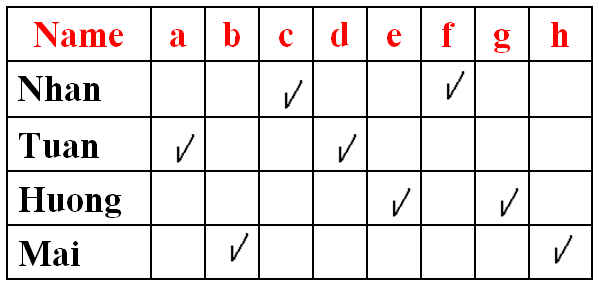 Name a b c d e f g h
Nhan ✓ ✓
Tuan ✓ ✓
Huong ✓ ✓
Mai ✓ ✓